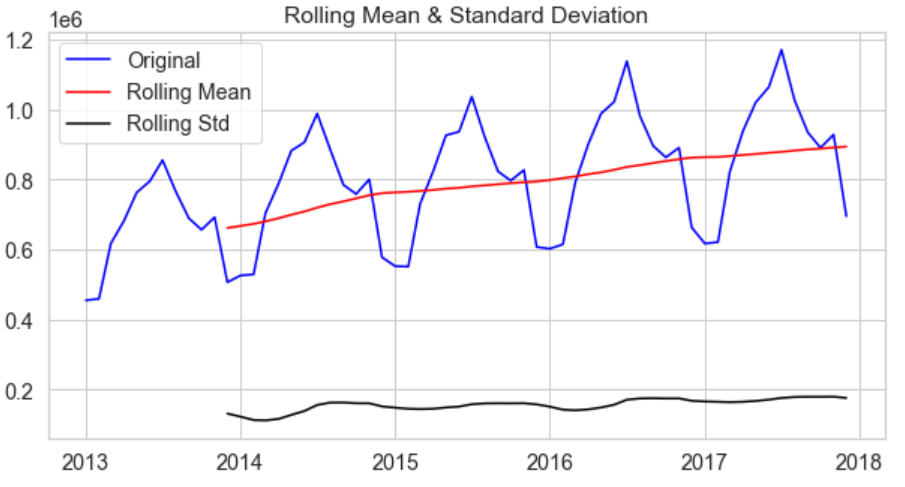 Rolling Mean & Standard Deviation
1e6
1.2
1.0
0.8
0.6
0.4
0.2
Original
Rolling Mean
Rolling Std
2013 2014 2015 2016 2017 2018